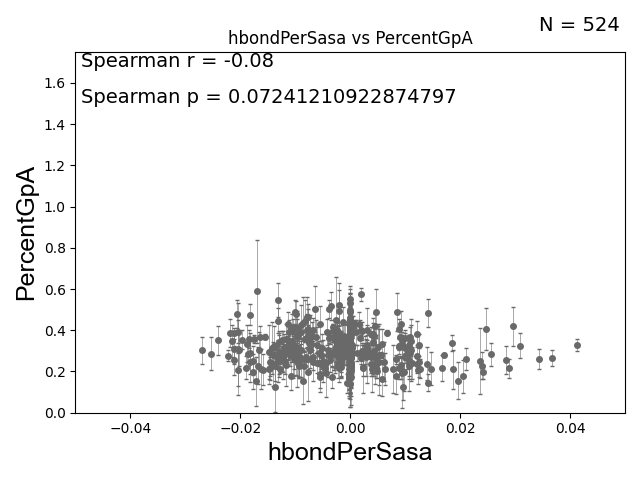 N = 524
hbondPerSasa vs PercentGpA
Spearman r = -0.08
Spearman p = 0.07241210922874797
1.6
1.4
1.2
1.0
0.8
0.6
0.4
0.2
0.0
PercentGpA
−0.04 −0.02 0.00 0.02 0.04
hbondPerSasa